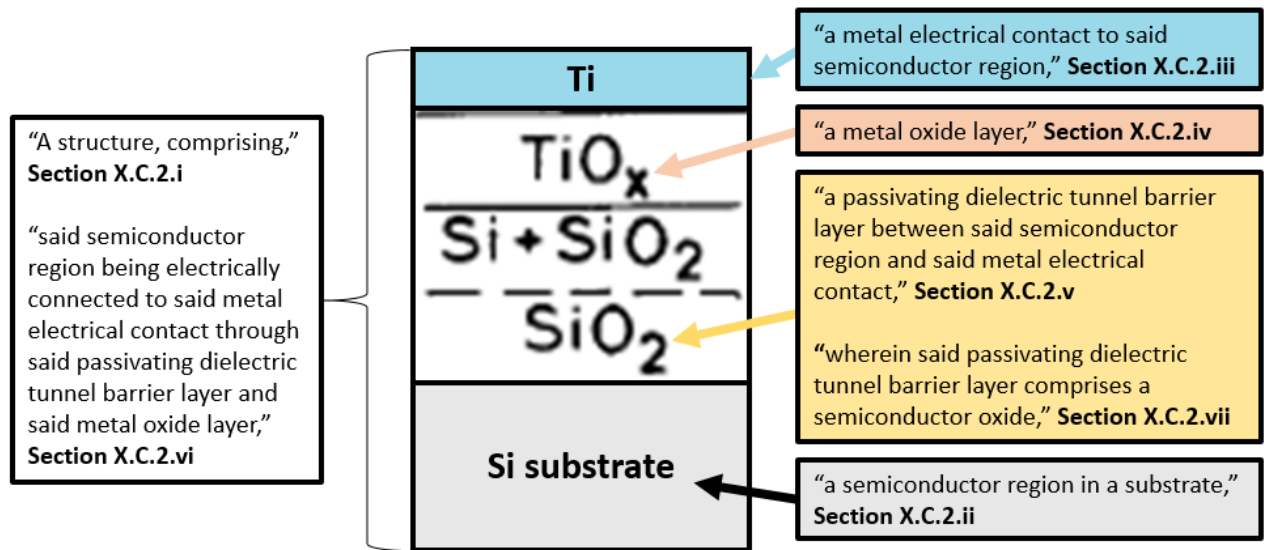 “A structure, comprising,”
Section X.C.2.i
“said semiconductor
region being electrically
connected to said metal
electrical contact through
said passivating dielectric
tunnel barrier layer and
said metal oxide layer,”
Section X.C.2.vi
Ti
TiOx
Si + SiO2
SiO2
Si substrate
“a metal electrical contact to said
semiconductor region,” Section X.C.2.iii
“a metal oxide layer,” Section X.C.2.iv
“a passivating dielectric tunnel barrier
layer between said semiconductor
region and said metal electrical
contact,” Section X.C.2.v
“wherein said passivating dielectric
tunnel barrier layer comprises a
semiconductor oxide,” Section X.C.2.vii
“a semiconductor region in a substrate,”
Section X.C.2.ii